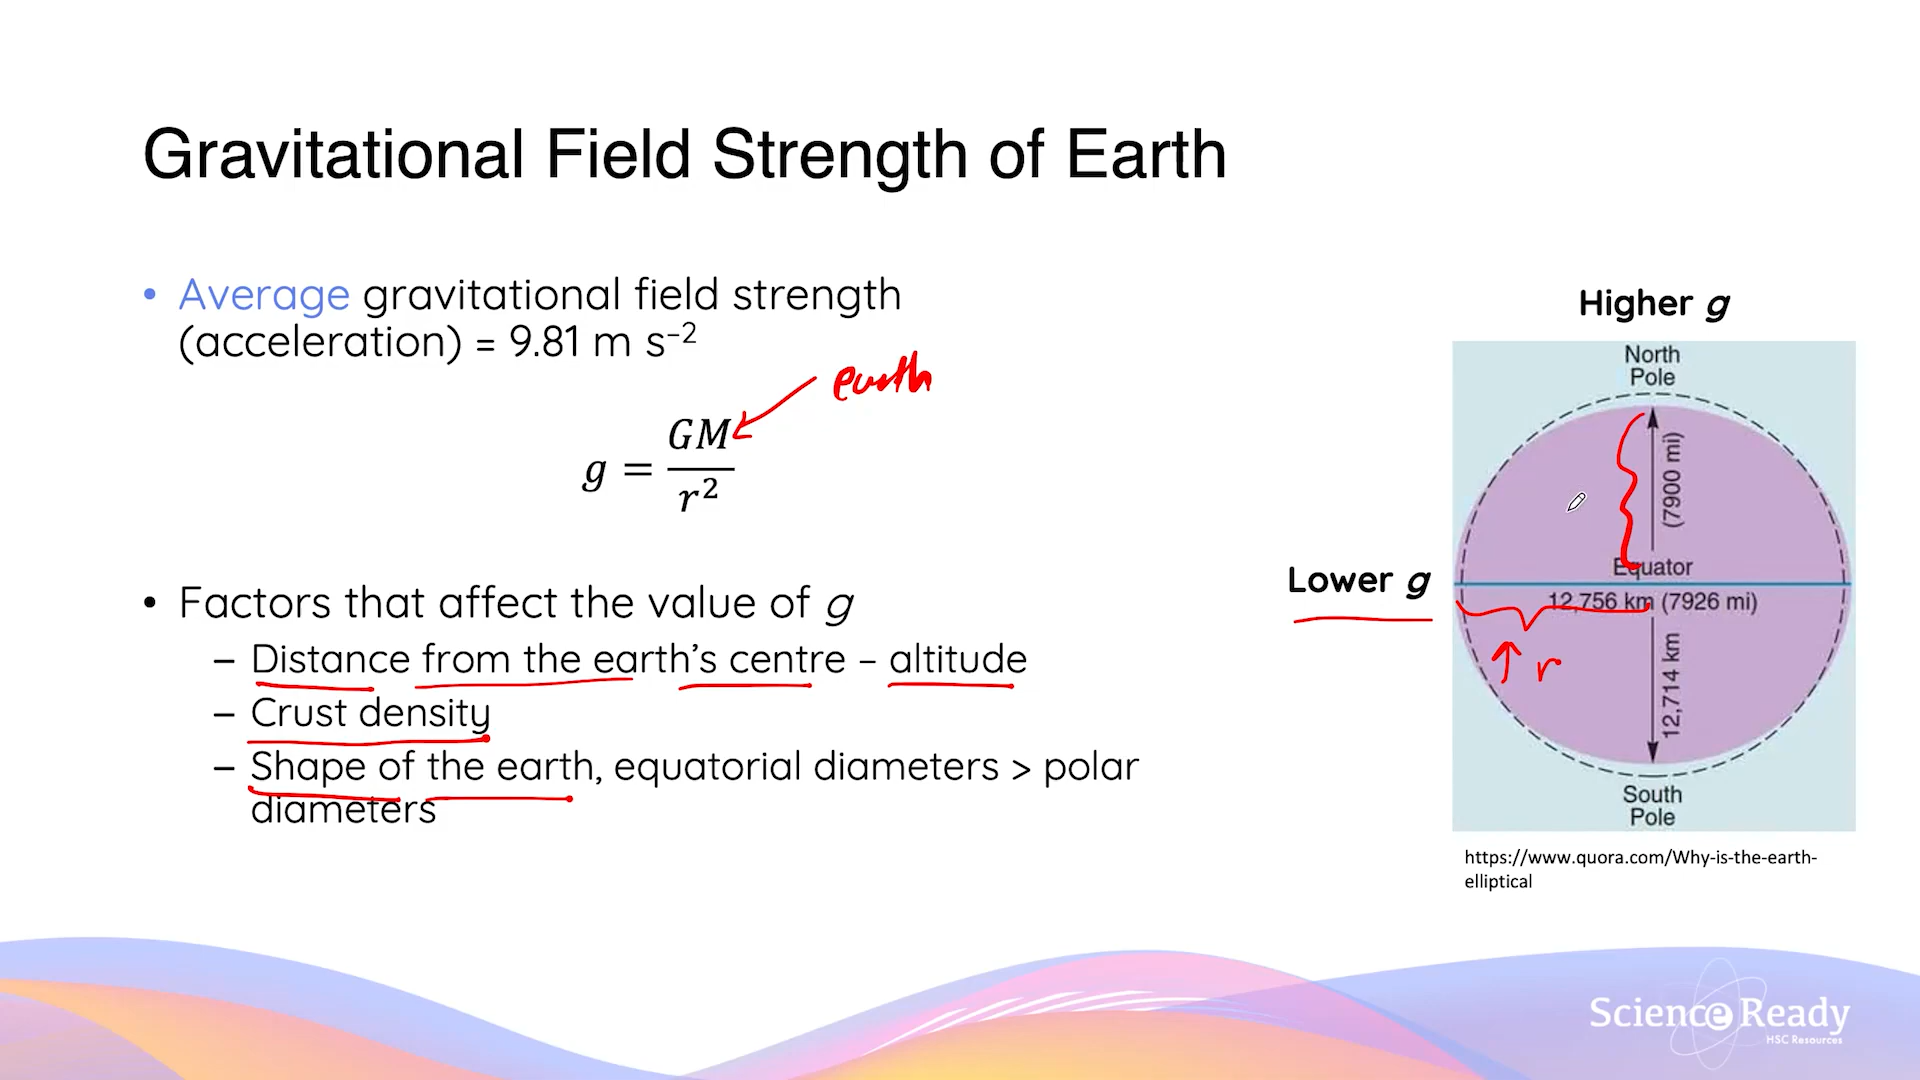 Gravitational Field Strength of Earth
• Average gravitational field strength
(acceleration) = 9.81 m s⁻²
earth
g = GM / r²
• Factors that affect the value of g
– Distance from the earth's centre – altitude
– Crust density
– Shape of the earth, equatorial diameters > polar
diameters
Higher g
North
Pole
(7900 mi)
Equator
Lower g
12,756 km (7926 mi)
↑ r
12,714 km
South
Pole
https://www.quora.com/Why-is-the-earth-
elliptical
Science Ready
HSC Resources